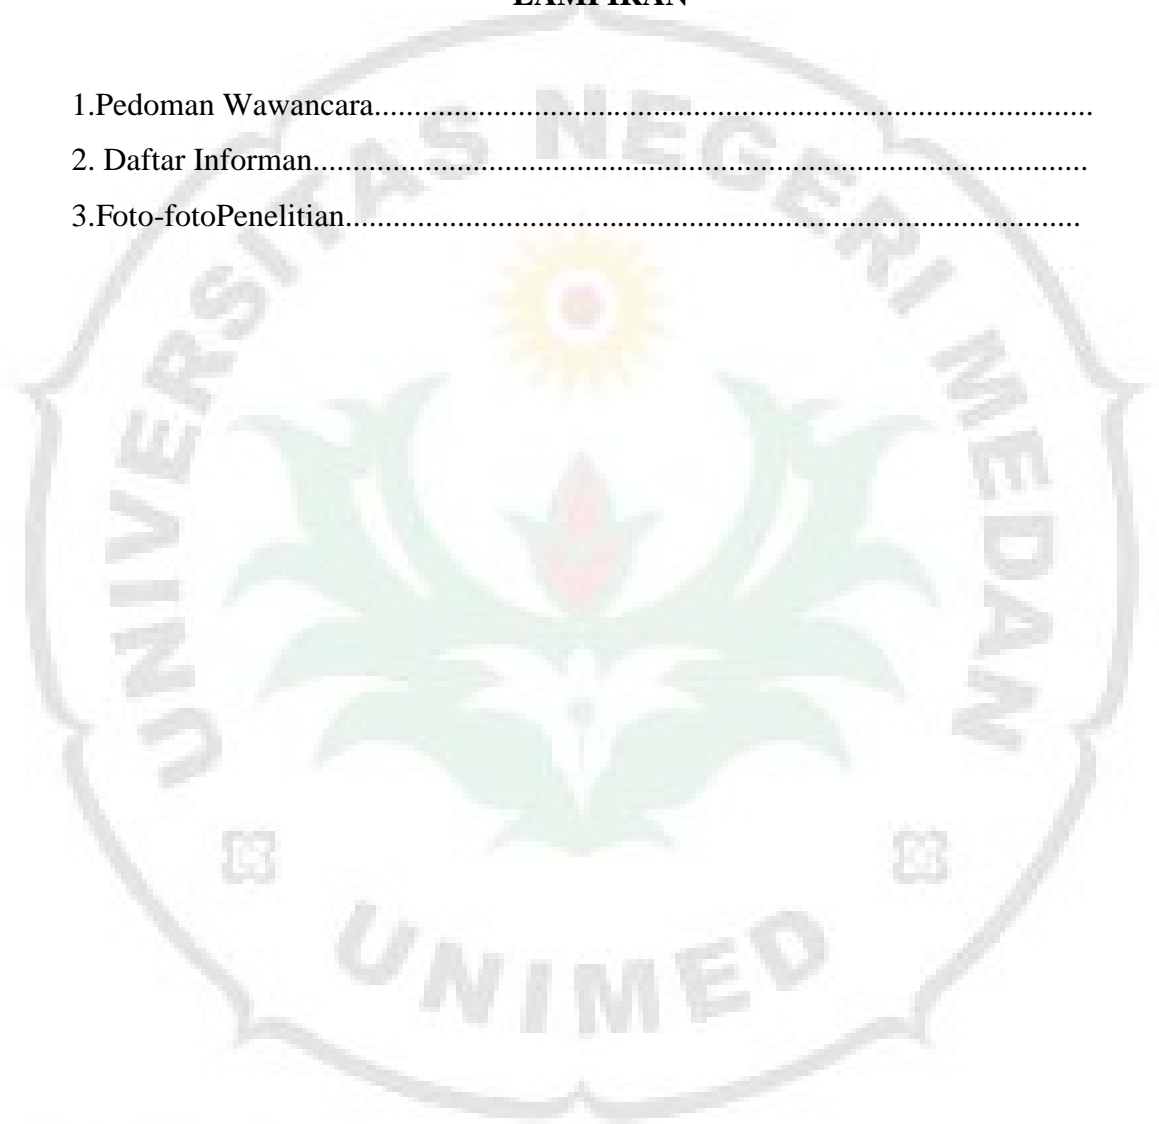 LAMPIRAN
1.Pedoman Wawancara.........................................................................................
2. Daftar Informan................................................................................................
3.Foto-fotoPenelitian...........................................................................................
UNIVERSITAS NEGERI MEDAN
UNIMED